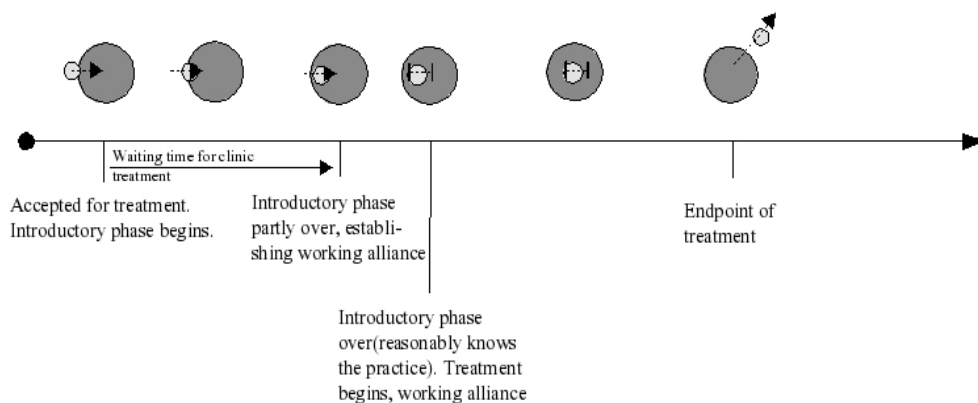 Waiting time for clinic
treatment
Accepted for treatment.
Introductory phase begins.
Introductory phase
partly over, establi-
shing working alliance
Endpoint of
treatment
Introductory phase
over(reasonably knows
the practice). Treatment
begins, working alliance